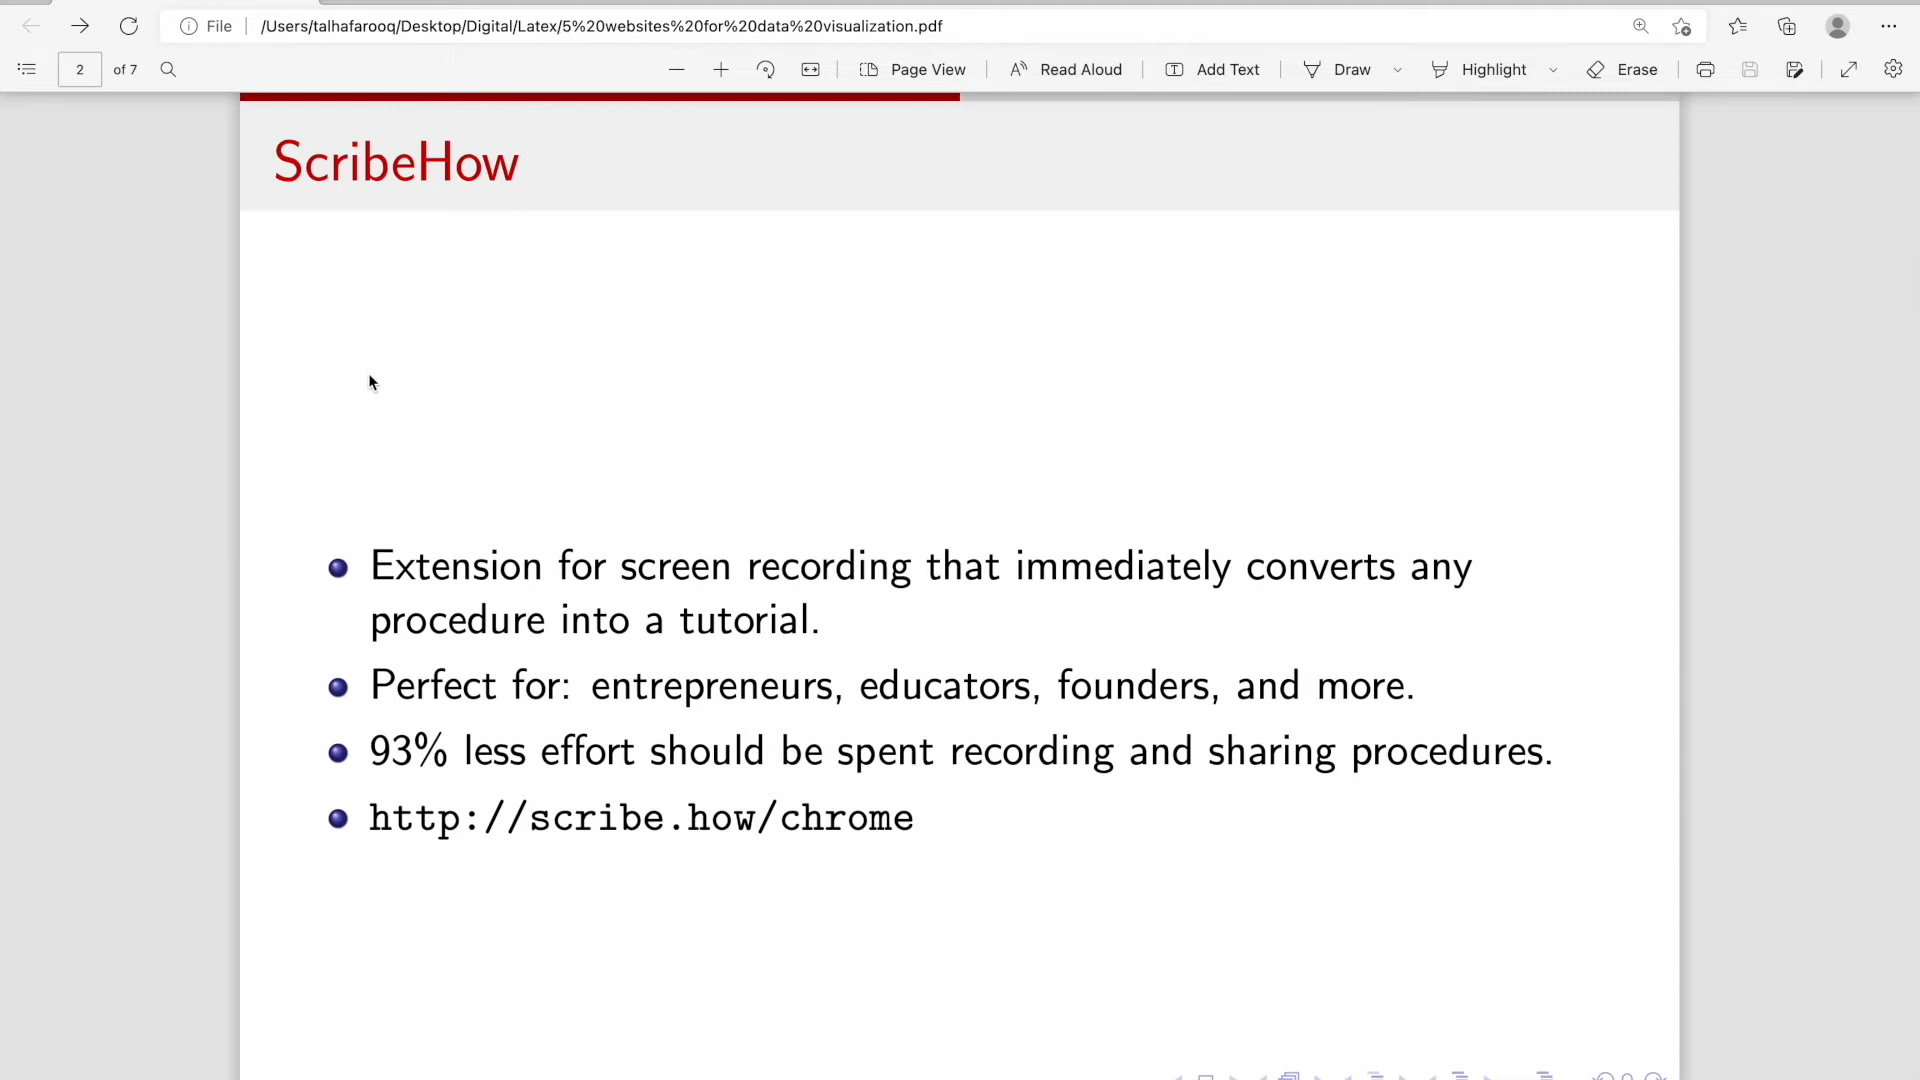 File
/Users/talhafarooq/Desktop/Digital/Latex/5%20websites%20for%20data%20visualization.pdf
2 of 7
Page View
Read Aloud
Add Text
Draw
Highlight
Erase
ScribeHow
Extension for screen recording that immediately converts any
procedure into a tutorial.
Perfect for: entrepreneurs, educators, founders, and more.
93% less effort should be spent recording and sharing procedures.
http://scribe.how/chrome